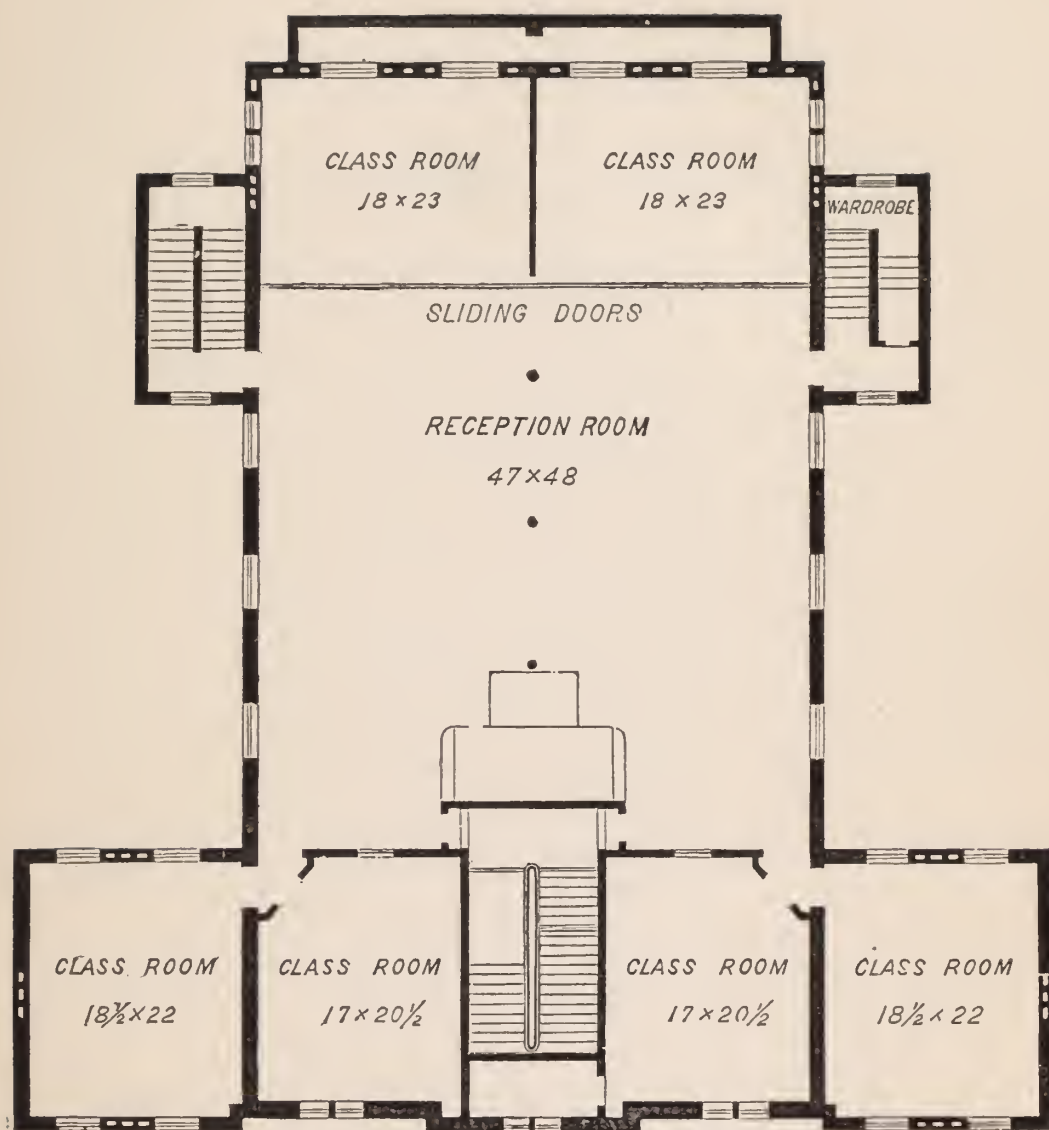 CLASS ROOM
18 × 23
CLASS ROOM
18 × 23
WARDROBE
SLIDING DOORS
RECEPTION ROOM
47×48
CLASS ROOM
18½×22
CLASS ROOM
17×20½
CLASS ROOM
17×20½
CLASS ROOM
18½×22